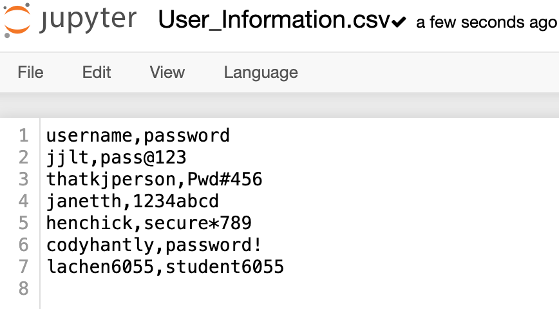 jupyter User_Information.csv✔ a few seconds ago
File Edit View Language
1 username,password
2 jjlt,pass@123
3 thatkjperson,Pwd#456
4 janetth,1234abcd
5 henchick,secure*789
6 codyhantly,password!
7 lachen6055,student6055
8